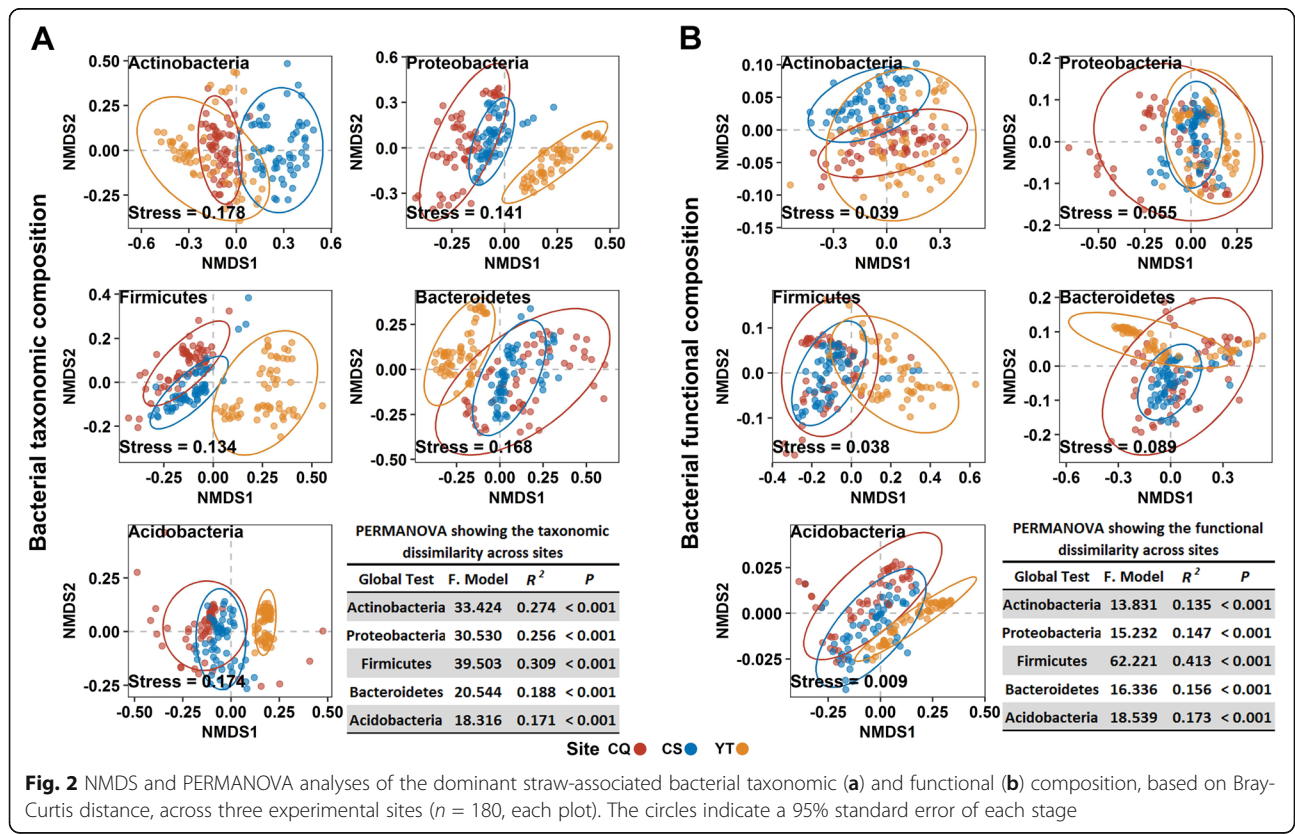 A
B
Bacterial taxonomic composition
Actinobacteria
0.50
0.25
0.00
-0.25
NMDS2
Stress = 0.178
-0.6 -0.3 0.0 0.3 0.6
NMDS1
Proteobacteria
0.6
0.3
0.0
-0.3
NMDS2
Stress = 0.141
-0.25 0.00 0.25 0.50
NMDS1
Firmicutes
0.4
0.2
0.0
-0.2
NMDS2
Stress = 0.134
0.00 0.25 0.50
NMDS1
Bacteroidetes
0.25
0.00
-0.25
-0.50
NMDS2
Stress = 0.168
-0.25 0.00 0.25 0.50
NMDS1
Acidobacteria
0.25
0.00
-0.25
NMDS2
Stress = 0.174
-0.50 -0.25 0.00 0.25 0.50
NMDS1
PERMANOVA showing the taxonomic
dissimilarity across sites
Global Test F. Model R² P
Actinobacteria 33.424 0.274 < 0.001
Proteobacteria 30.530 0.256 < 0.001
Firmicutes 39.503 0.309 < 0.001
Bacteroidetes 20.544 0.188 < 0.001
Acidobacteria 18.316 0.171 < 0.001
Bacterial functional composition
Actinobacteria
0.10
0.05
0.00
-0.05
-0.10
-0.15
NMDS2
Stress = 0.039
-0.3 0.0 0.3
NMDS1
Proteobacteria
0.2
0.1
0.0
-0.1
-0.2
NMDS2
Stress = 0.055
-0.50 -0.25 0.00 0.25
NMDS1
Firmicutes
0.1
0.0
-0.1
NMDS2
Stress = 0.038
-0.4 -0.2 0.0 0.2 0.4 0.6
NMDS1
Bacteroidetes
0.2
0.1
0.0
-0.1
-0.2
NMDS2
Stress = 0.089
-0.6 -0.3 0.0 0.3
NMDS1
Acidobacteria
0.025
0.000
-0.025
NMDS2
Stress = 0.009
-0.25 0.00 0.25 0.50
NMDS1
PERMANOVA showing the functional
dissimilarity across sites
Global Test F. Model R² P
Actinobacteria 13.831 0.135 < 0.001
Proteobacteria 15.232 0.147 < 0.001
Firmicutes 62.221 0.413 < 0.001
Bacteroidetes 16.336 0.156 < 0.001
Acidobacteria 18.539 0.173 < 0.001
Site CQ CS YT
Fig. 2 NMDS and PERMANOVA analyses of the dominant straw-associated bacterial taxonomic (a) and functional (b) composition, based on Bray-
Curtis distance, across three experimental sites (n = 180, each plot). The circles indicate a 95% standard error of each stage